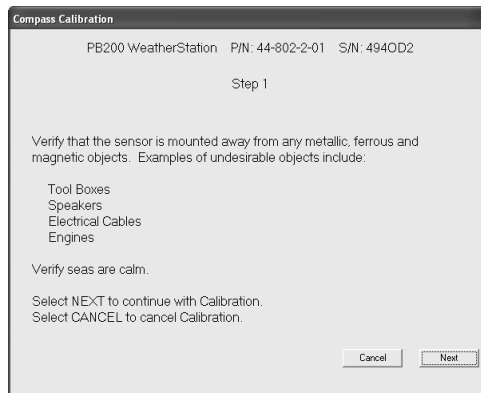 Compass Calibration
PB200 WeatherStation P/N: 44-802-2-01 S/N: 494OD2
Step 1
Verify that the sensor is mounted away from any metallic, ferrous and
magnetic objects. Examples of undesirable objects include:
Tool Boxes
Speakers
Electrical Cables
Engines
Verify seas are calm.
Select NEXT to continue with Calibration.
Select CANCEL to cancel Calibration.
Cancel Next